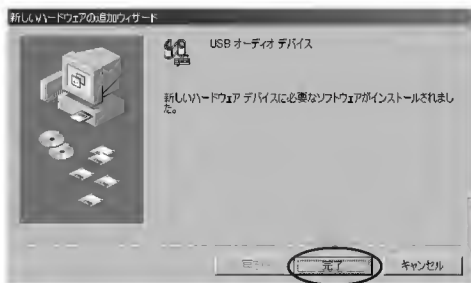 新しいハードウェアの追加ウィザード
USB オーディオ デバイス
新しいハードウェア デバイスに必要なソフトウェアがインストールされまし
た。
完了
キャンセル